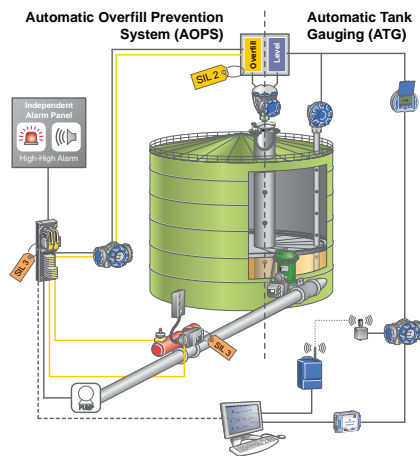 Automatic Overfill Prevention
System (AOPS)
Automatic Tank
Gauging (ATG)
Overfill
Level
SIL 2
Independent
Alarm Panel
High-High Alarm
SIL 3
SIL 3
PUMP